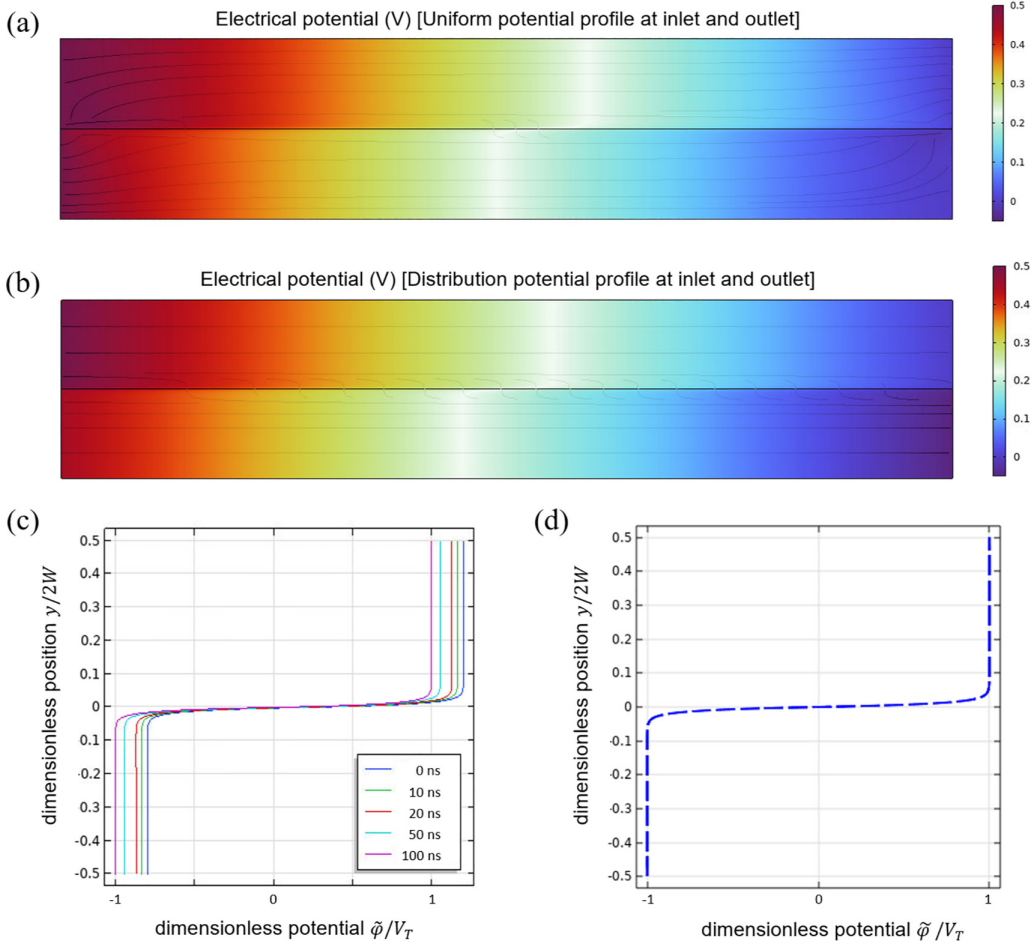 (a)
Electrical potential (V) [Uniform potential profile at inlet and outlet]
0.5
0.4
0.3
0.2
0.1
0
(b)
Electrical potential (V) [Distribution potential profile at inlet and outlet]
0.5
0.4
0.3
0.2
0.1
0
(c)
dimensionless position y/2W
0.5
0.4
0.3
0.2
0.1
0
0.1
-0.2
-0.3
-0.4
-0.5
0 ns
10 ns
20 ns
50 ns
100 ns
-1
0
1
dimensionless potential φ̃/V_T
(d)
dimensionless position y/2W
0.5
0.4
0.3
0.2
0.1
0
0.1
-0.2
-0.3
-0.4
-0.5
-1
0
1
dimensionless potential φ̃ /V_T